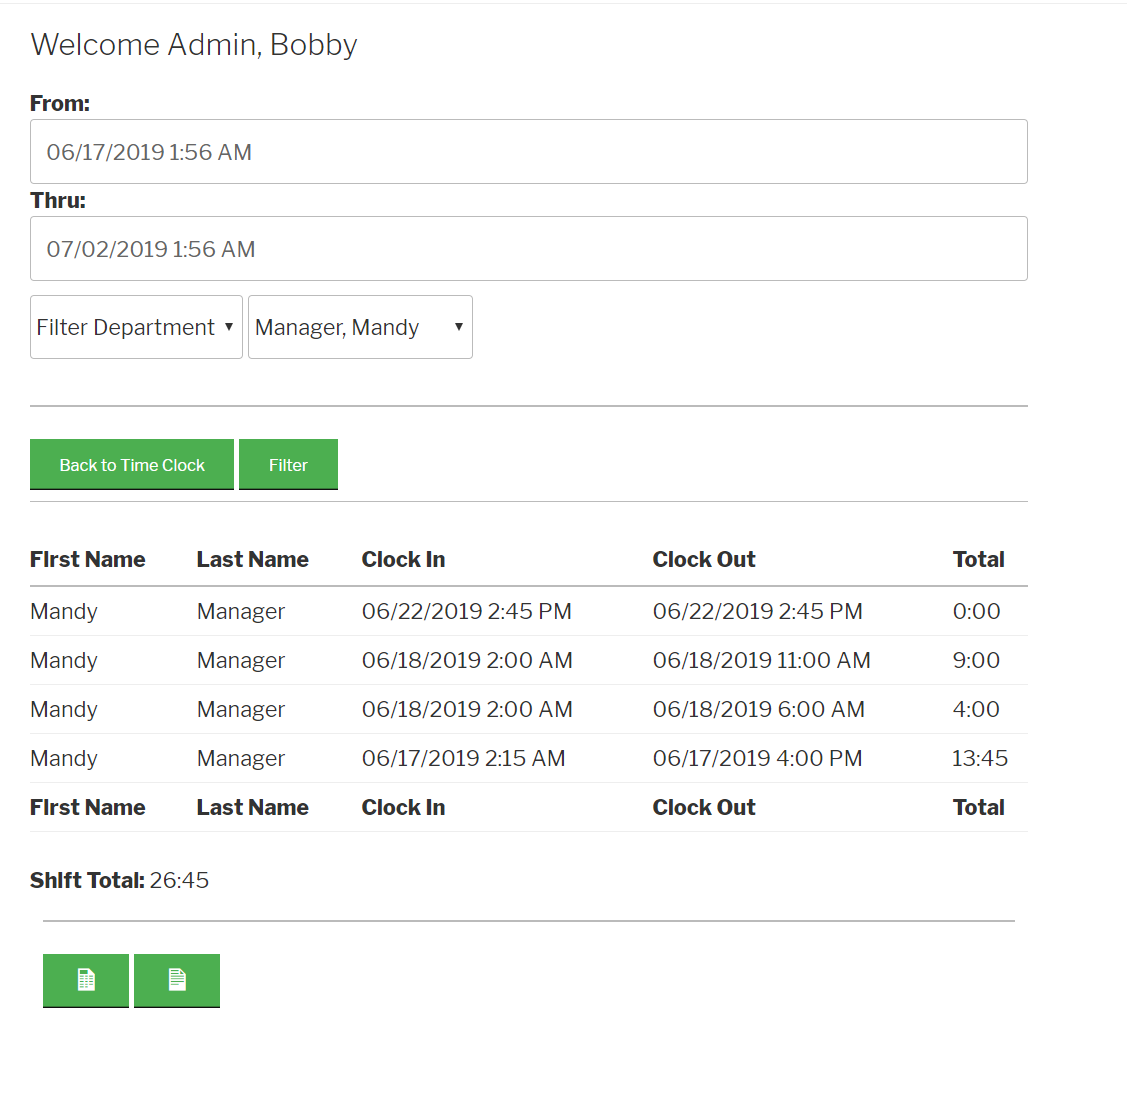 Welcome Admin, Bobby
From:
06/17/2019 1:56 AM
Thru:
07/02/2019 1:56 AM
Filter Department Manager, Mandy
Back to Time Clock Filter
First Name Last Name Clock In Clock Out Total
Mandy Manager 06/22/2019 2:45 PM 06/22/2019 2:45 PM 0:00
Mandy Manager 06/18/2019 2:00 AM 06/18/2019 11:00 AM 9:00
Mandy Manager 06/18/2019 2:00 AM 06/18/2019 6:00 AM 4:00
Mandy Manager 06/17/2019 2:15 AM 06/17/2019 4:00 PM 13:45
First Name Last Name Clock In Clock Out Total
Shift Total: 26:45